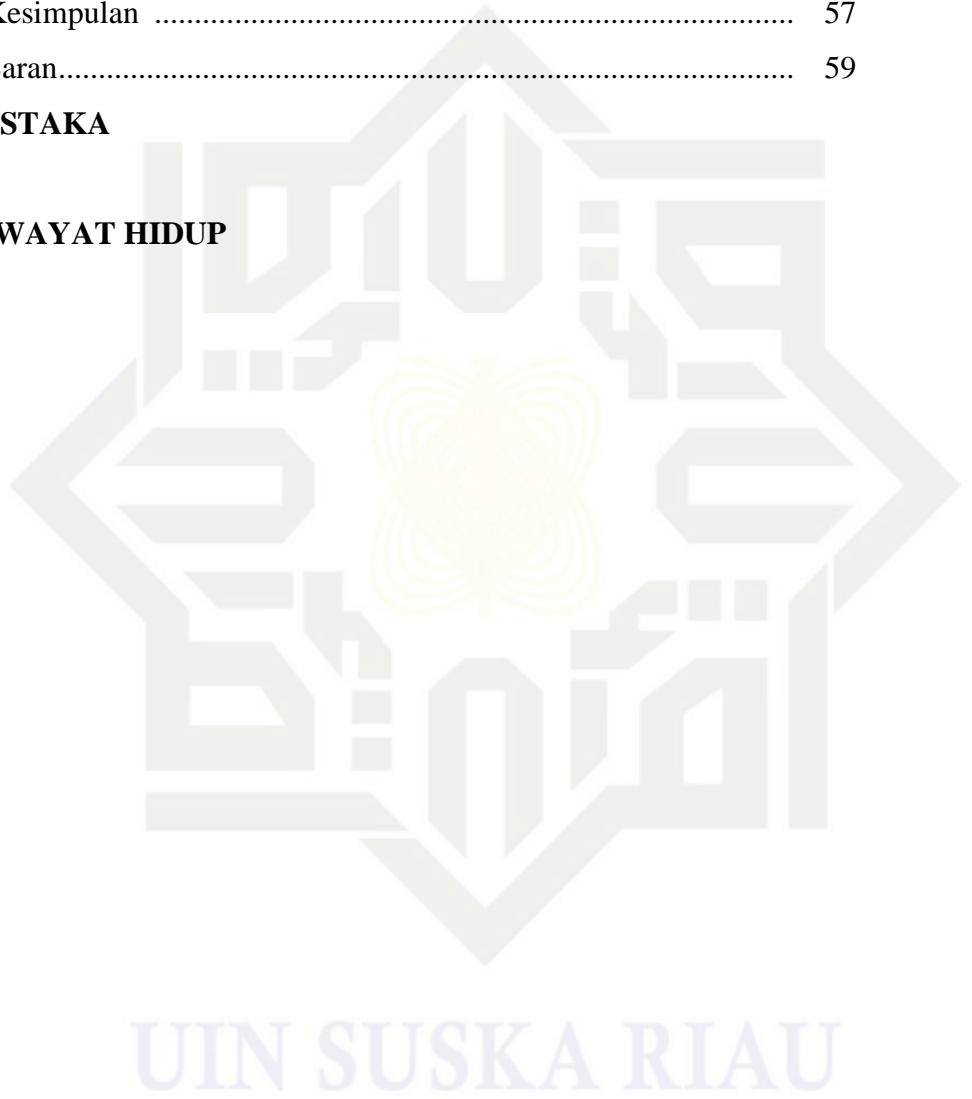 Kesimpulan ................................................................................ 57
aran............................................................................................ 59
STAKA
WAYAT HIDUP
UIN SUSKA RIAU